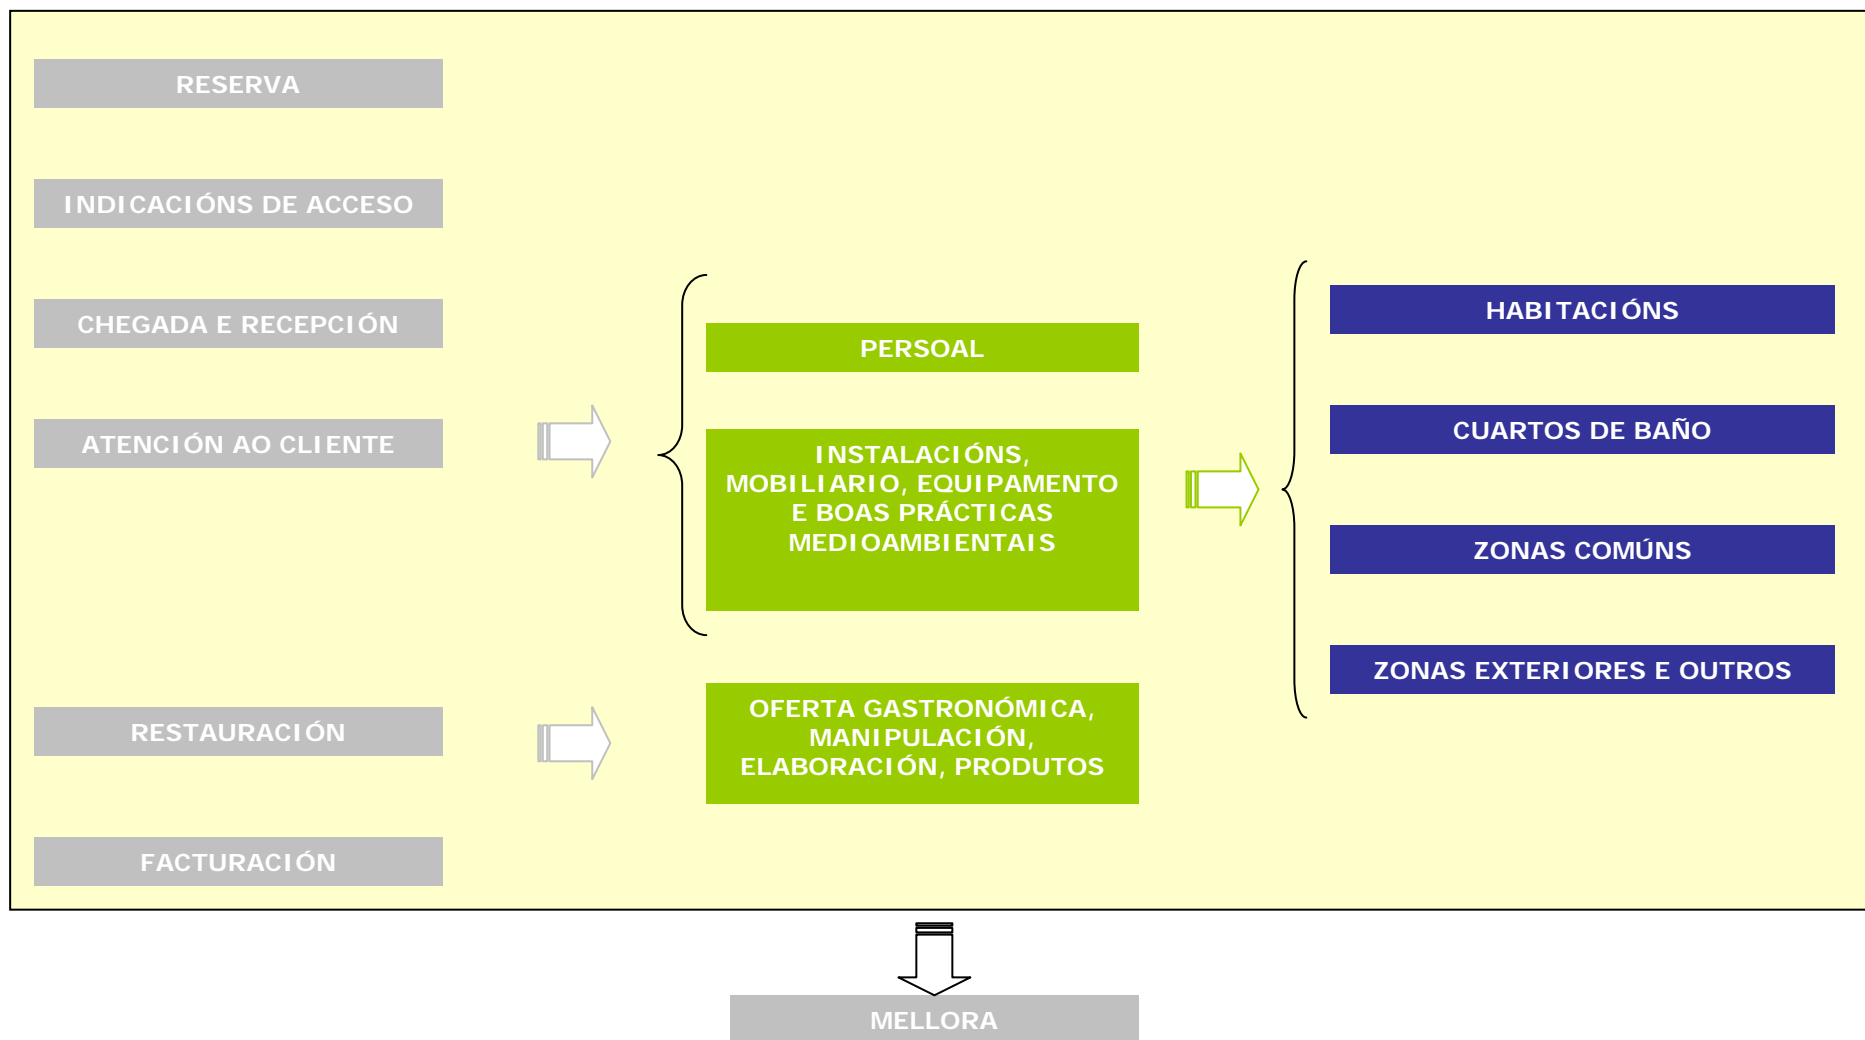 RESERVA
INDICACIÓNS DE ACCESO
CHEGADA E RECEPCIÓN
ATENCIÓN AO CLIENTE
RESTAURACIÓN
FACTURACIÓN
PERSOAL
INSTALACIÓNS,
MOBILIARIO, EQUIPAMENTO
E BOAS PRÁCTICAS
MEDIOAMBIENTAIS
OFERTA GASTRONÓMICA,
MANIPULACIÓN,
ELABORACIÓN, PRODUTOS
HABITACIÓNS
CUARTOS DE BAÑO
ZONAS COMÚNS
ZONAS EXTERIORES E OUTROS
MELLORA